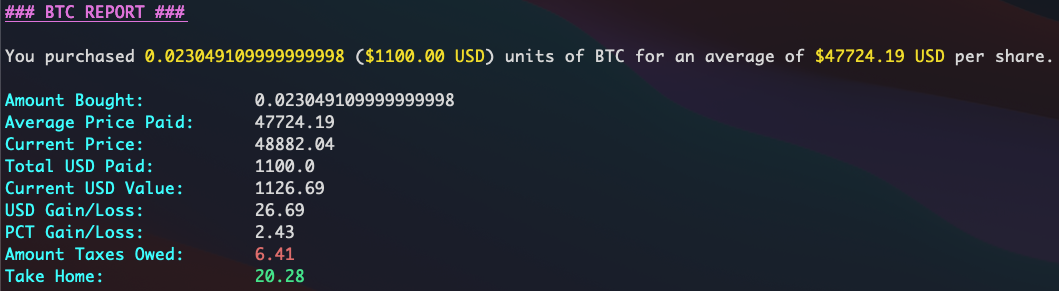 ### BTC REPORT ###
You purchased 0.023049109999999998 ($1100.00 USD) units of BTC for an average of $47724.19 USD per share.
Amount Bought: 0.023049109999999998
Average Price Paid: 47724.19
Current Price: 48882.04
Total USD Paid: 1100.0
Current USD Value: 1126.69
USD Gain/Loss: 26.69
PCT Gain/Loss: 2.43
Amount Taxes Owed: 6.41
Take Home: 20.28